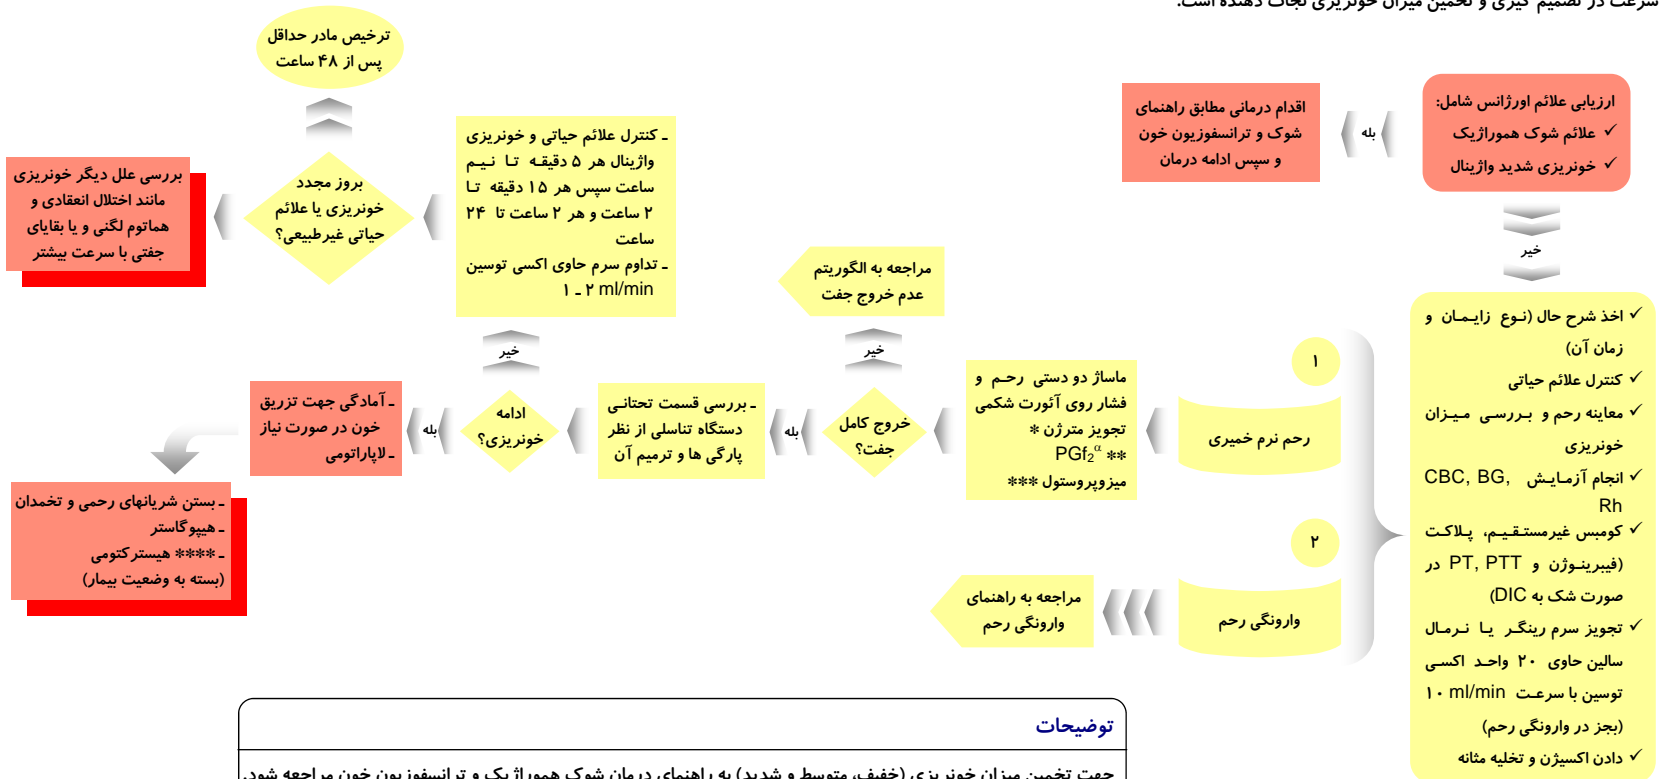 سرعت در تصمیم گیری و تخمین میزان خونریزی نجات دهنده است.
ارزیابی علائم اورژانس شامل:
✓ علائم شوک هموراژیک
✓ خونریزی شدید واژینال
بله
اقدام درمانی مطابق راهنمای
شوک و ترانسفوزیون خون
و سپس ادامه درمان
خیر
✓ اخذ شرح حال (نوع زایمان و
زمان آن)
✓ کنترل علائم حیاتی
✓ معاینه رحم و بررسی میزان
خونریزی
✓ انجام آزمایش CBC, BG,
Rh
✓ کومبس غیرمستقیم، پلاکت
(فیبرینوژن و PT, PTT در
صورت شک به DIC)
✓ تجویز سرم رینگر یا نرمال
سالین حاوی ۲۰ واحد اکسی
توسین با سرعت ۱۰ ml/min
(بجز در وارونگی رحم)
✓ دادن اکسیژن و تخلیه مثانه
۱
رحم نرم خمیری
ماساژ دو دستی رحم و
فشار روی آئورت شکمی
تجویز مترژن *
** PGf₂α
میزوپروستول ***
خروج کامل
جفت؟
خیر
مراجعه به الگوریتم
عدم خروج جفت
بله
ـ بررسی قسمت تحتانی
دستگاه تناسلی از نظر
پارگی ها و ترمیم آن
ادامه
خونریزی؟
خیر
ـ کنترل علائم حیاتی و خونریزی
واژینال هر ۵ دقیقه تا نیم
ساعت سپس هر ۱۵ دقیقه تا
۲ ساعت و هر ۲ ساعت تا ۲۴
ساعت
ـ تداوم سرم حاوی اکسی توسین
۱ ـ ۲ ml/min
بروز مجدد
خونریزی یا علائم
حیاتی غیرطبیعی؟
ترخیص مادر حداقل
پس از ۴۸ ساعت
بررسی علل دیگر خونریزی
مانند اختلال انعقادی و
هماتوم لگنی و یا بقایای
جفتی با سرعت بیشتر
بله
ـ آمادگی جهت تزریق
خون در صورت نیاز
ـ لاپاراتومی
ـ بستن شریانهای رحمی و تخمدان
ـ هیپوگاستر
ـ **** هیسترکتومی
(بسته به وضعیت بیمار)
۲
وارونگی رحم
مراجعه به راهنمای
وارونگی رحم
توضیحات
جهت تخمین میزان خونریزی (خفیف، متوسط و شدید) به راهنمای درمان شوک هموراژیک و ترانسفوزیون خون مراجعه شود.